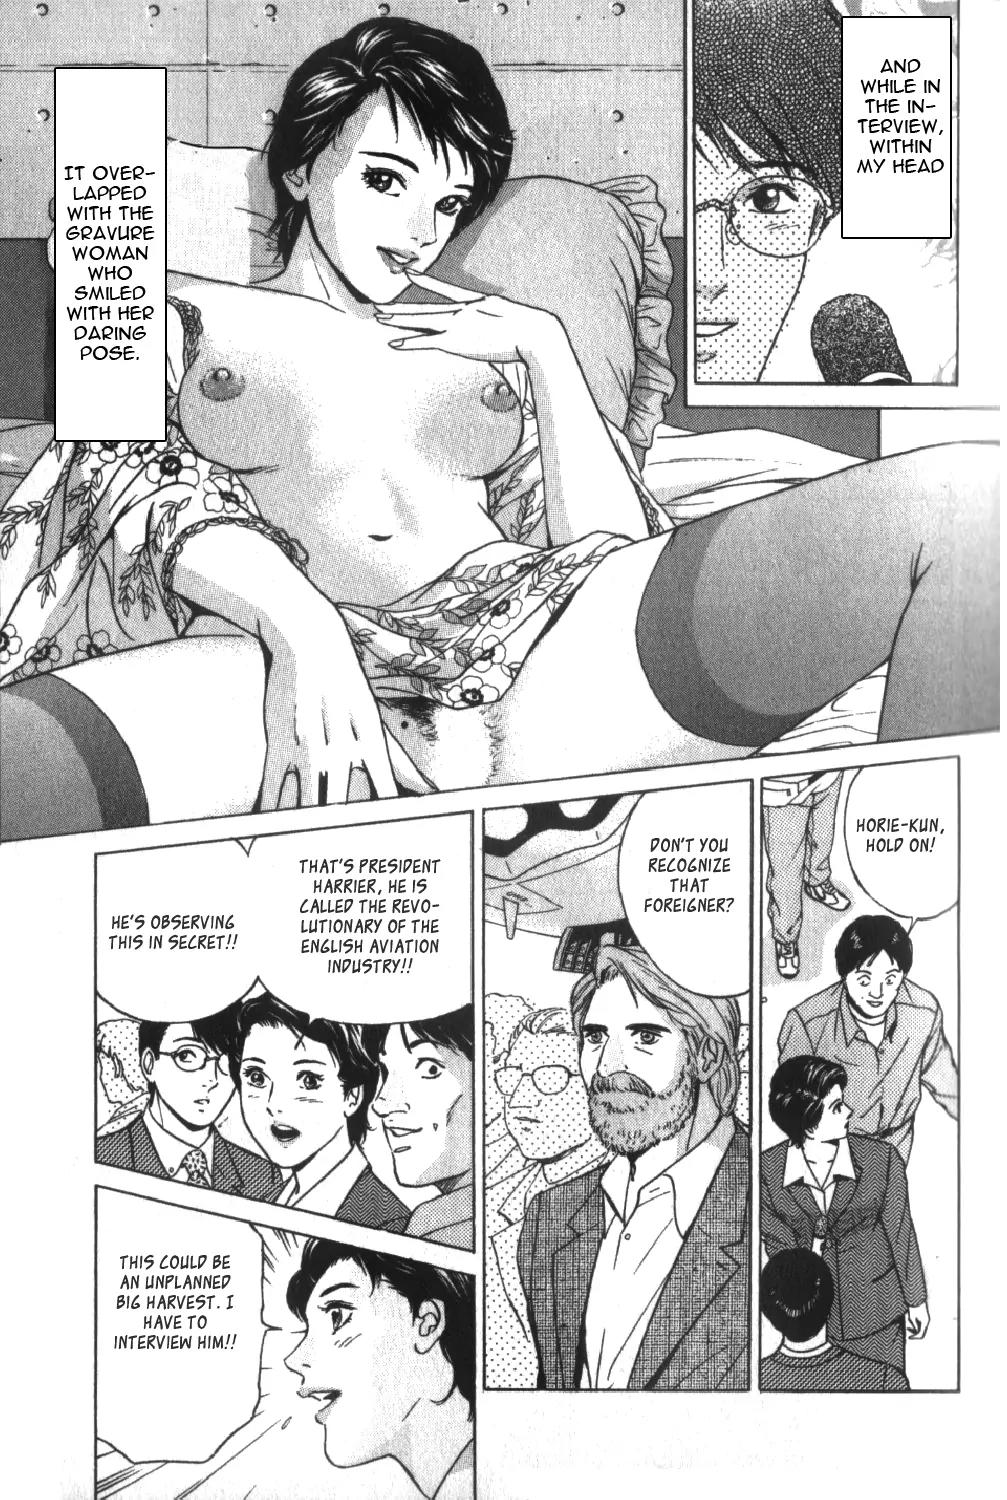 AND
WHILE IN
THE IN-
TERVIEW,
WITHIN
MY HEAD
IT OVER-
LAPPED
WITH THE
GRAVURE
WOMAN
WHO
SMILED
WITH HER
DARING
POSE.
HORIE-KUN,
HOLD ON!
DON'T YOU
RECOGNIZE
THAT
FOREIGNER?
THAT'S PRESIDENT
HARRIER, HE IS
CALLED THE REVO-
LUTIONARY OF THE
ENGLISH AVIATION
INDUSTRY!!
HE'S OBSERVING
THIS IN SECRET!!
THIS COULD BE
AN UNPLANNED
BIG HARVEST. I
HAVE TO
INTERVIEW HIM!!